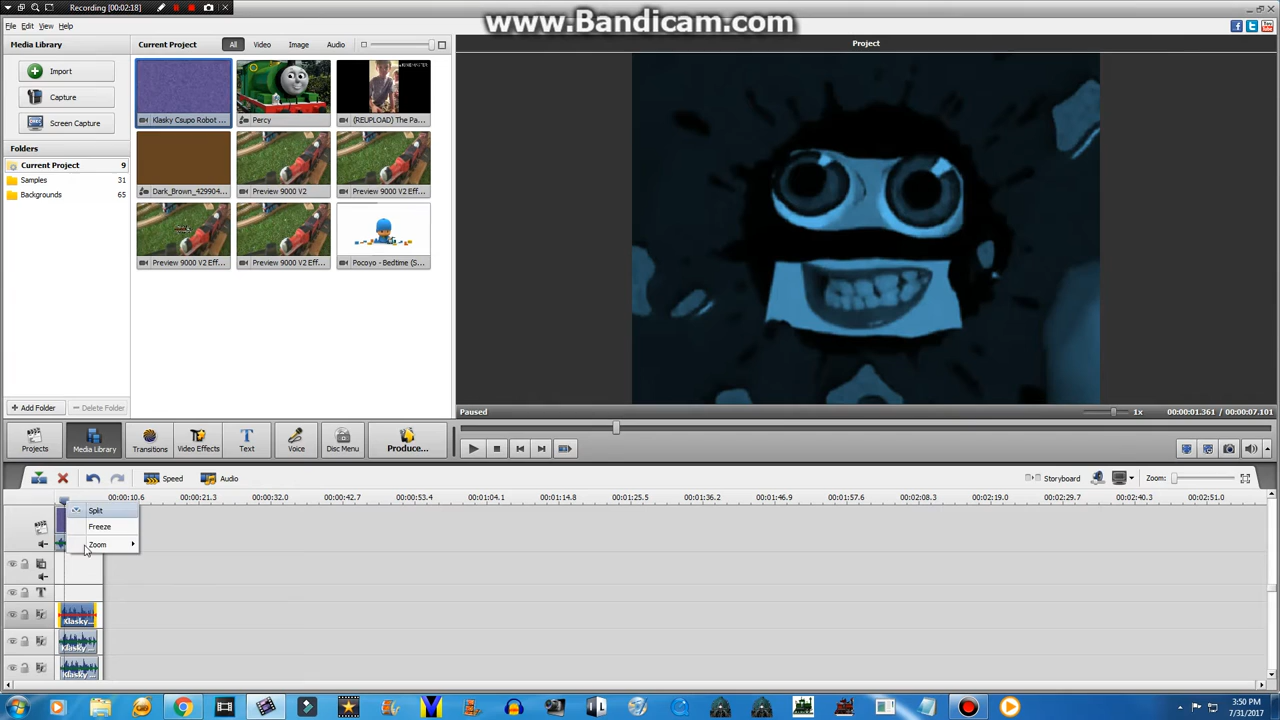 Recording [00:02:18]
www.Bandicam.com
File Edit View Help
Media Library
Current Project
All
Video
Image
Audio
Project
Import
Capture
Screen Capture
Folders
Current Project 9
Samples 31
Backgrounds 65
Klasky Csupo Robot ...
Percy
(REUPLOAD) The Pa...
Dark_Brown_429904...
Preview 9000 V2
Preview 9000 V2 Eff...
Preview 9000 V2 Eff...
Preview 9000 V2 Eff...
Pocoyo - Bedtime (S...
Add Folder
Delete Folder
Paused
1x
00:00:01.361 / 00:00:07.101
Projects
Media Library
Transitions
Video Effects
Text
Voice
Disc Menu
Produce...
Speed
Audio
Storyboard
Zoom:
00:00:10.6 00:00:21.3 00:00:32.0 00:00:42.7 00:00:53.4 00:01:04.1 00:01:14.8 00:01:25.5 00:01:36.2 00:01:46.9 00:01:57.6 00:02:08.3 00:02:19.0 00:02:29.7 00:02:40.3 00:02:51.0
Split
Freeze
Zoom
T
Klasky...
Klasky...
Klasky...
3:50 PM
7/31/2017